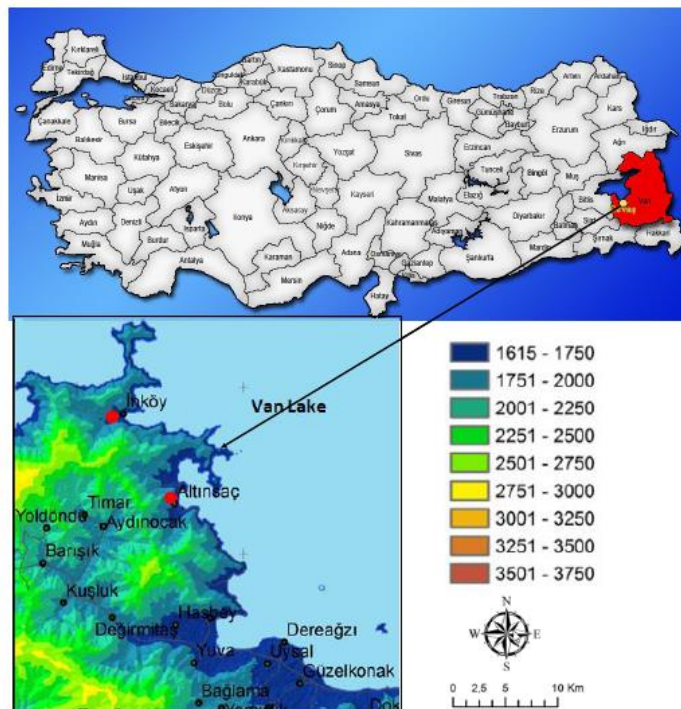 Kırklareli
Edirne
Tekirdağ
İstanbul
Kocaeli
Sakarya
Düzce
Bolu
Zonguldak
Bartın
Karabük
Kastamonu
Sinop
Çankırı
Çorum
Samsun
Amasya
Tokat
Ordu
Giresun
Gümüşhane
Trabzon
Bayburt
Rize
Artvin
Ardahan
Kars
Iğdır
Ağrı
Erzurum
Erzincan
Çanakkale
Balıkesir
Bursa
Bilecik
Eskişehir
Kütahya
Ankara
Kırıkkale
Kırşehir
Yozgat
Sivas
Tunceli
Bingöl
Muş
Van
Bitlis
Manisa
Uşak
Afyon
İzmir
Aydın
Denizli
Isparta
Burdur
Muğla
Antalya
Konya
Aksaray
Nevşehir
Niğde
Kayseri
Malatya
Elazığ
Diyarbakır
Batman
Siirt
Şırnak
Hakkari
Mardin
Şanlıurfa
Adıyaman
Kahramanmaraş
Gaziantep
Osmaniye
Adana
Karaman
Mersin
Hatay
Van Lake
İnköy
Altınsaç
Timar
Yoldöndü
Aydınocak
Barışık
Kuşluk
Değirmitaş
Hasbey
Dereağzı
Yuva
Uysal
Güzelkonak
Bağlama
Dok
1615 - 1750
1751 - 2000
2001 - 2250
2251 - 2500
2501 - 2750
2751 - 3000
3001 - 3250
3251 - 3500
3501 - 3750
N
W E
S
0 2,5 5 10 Km